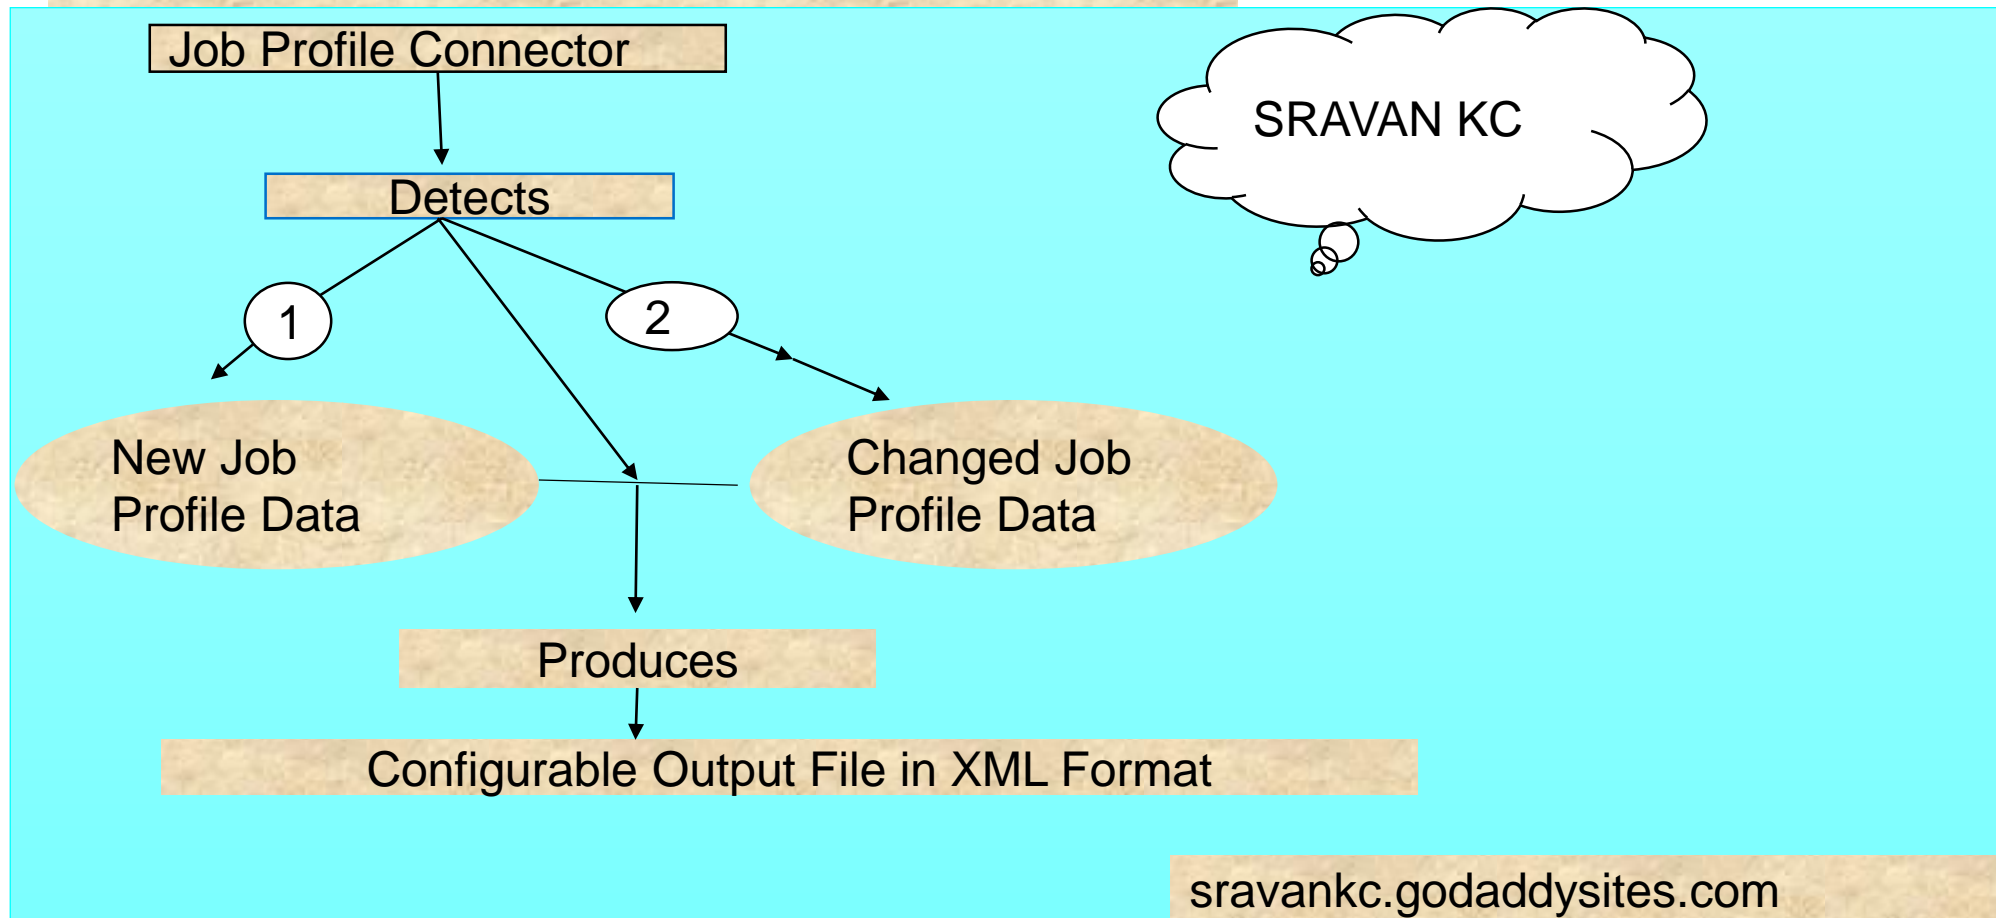 Job Profile Connector
SRAVAN KC
Detects
1
2
New Job
Profile Data
Changed Job
Profile Data
Produces
Configurable Output File in XML Format
sravankc.godaddysites.com